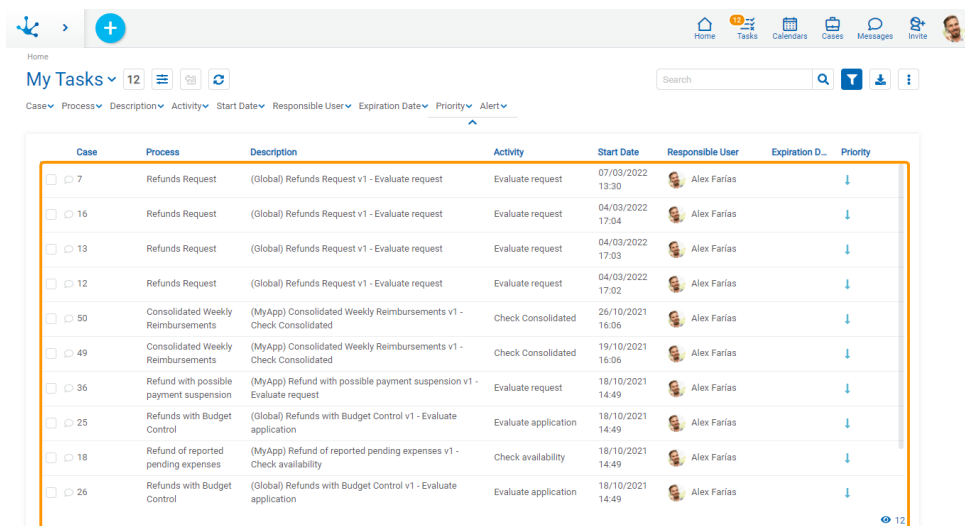 12
Home Tasks Calendars Cases Messages Invite
Home
My Tasks 12 Search
Case Process Description Activity Start Date Responsible User Expiration Date Priority Alert
Case Process Description Activity Start Date Responsible User Expiration D... Priority
7 Refunds Request (Global) Refunds Request v1 - Evaluate request Evaluate request 07/03/2022 Alex Farías
13:30
16 Refunds Request (Global) Refunds Request v1 - Evaluate request Evaluate request 04/03/2022 Alex Farías
17:04
13 Refunds Request (Global) Refunds Request v1 - Evaluate request Evaluate request 04/03/2022 Alex Farías
17:03
12 Refunds Request (Global) Refunds Request v1 - Evaluate request Evaluate request 04/03/2022 Alex Farías
17:02
50 Consolidated Weekly (MyApp) Consolidated Weekly Reimbursements v1 - Check Consolidated 26/10/2021 Alex Farías
Reimbursements Check Consolidated 16:06
49 Consolidated Weekly (MyApp) Consolidated Weekly Reimbursements v1 - Check Consolidated 19/10/2021 Alex Farías
Reimbursements Check Consolidated 16:06
36 Refund with possible (MyApp) Refund with possible payment suspension v1 - Evaluate request 18/10/2021 Alex Farías
payment suspension Evaluate request 14:49
25 Refunds with Budget (Global) Refunds with Budget Control v1 - Evaluate Evaluate application 18/10/2021 Alex Farías
Control application 14:49
18 Refund of reported (MyApp) Refund of reported pending expenses v1 - Check availability 18/10/2021 Alex Farías
pending expenses Check availability 14:49
26 Refunds with Budget (Global) Refunds with Budget Control v1 - Evaluate Evaluate application 18/10/2021 Alex Farías
Control application 14:49
12